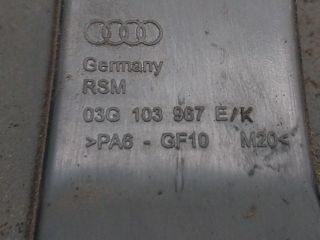 Germany
RSM
03G 103 967 E/K
>PA6 - GF10 M20<